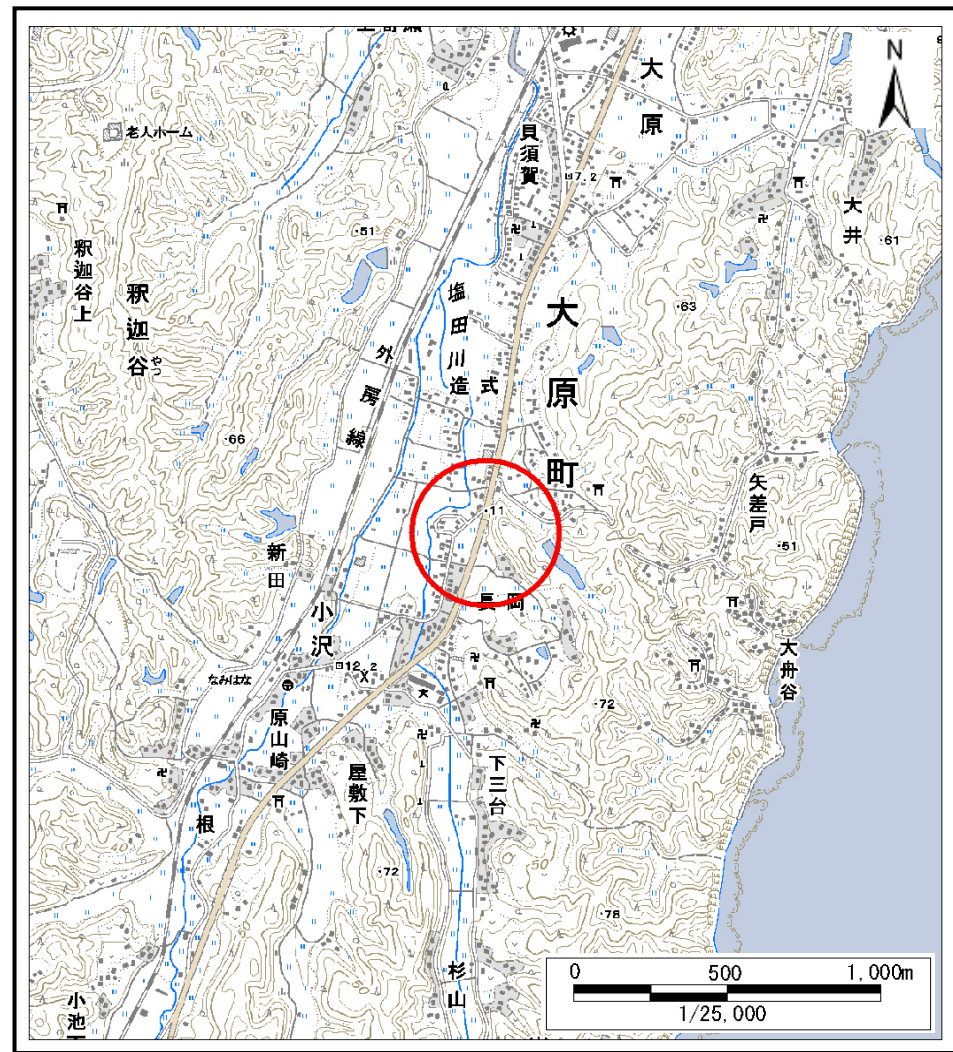 N
大原
老人ホーム
貝須賀
7.2
大井
61
51
釈迦谷上
釈迦谷
やつ
63
塩田川
造式
外房線
大原町
66
矢差戸
11
51
新田
小沢
長岡
大舟谷
12.2
なみはな
原山崎
72
屋敷下
下三台
根
72
50
78
杉山
小池
0 500 1,000m
1/25,000